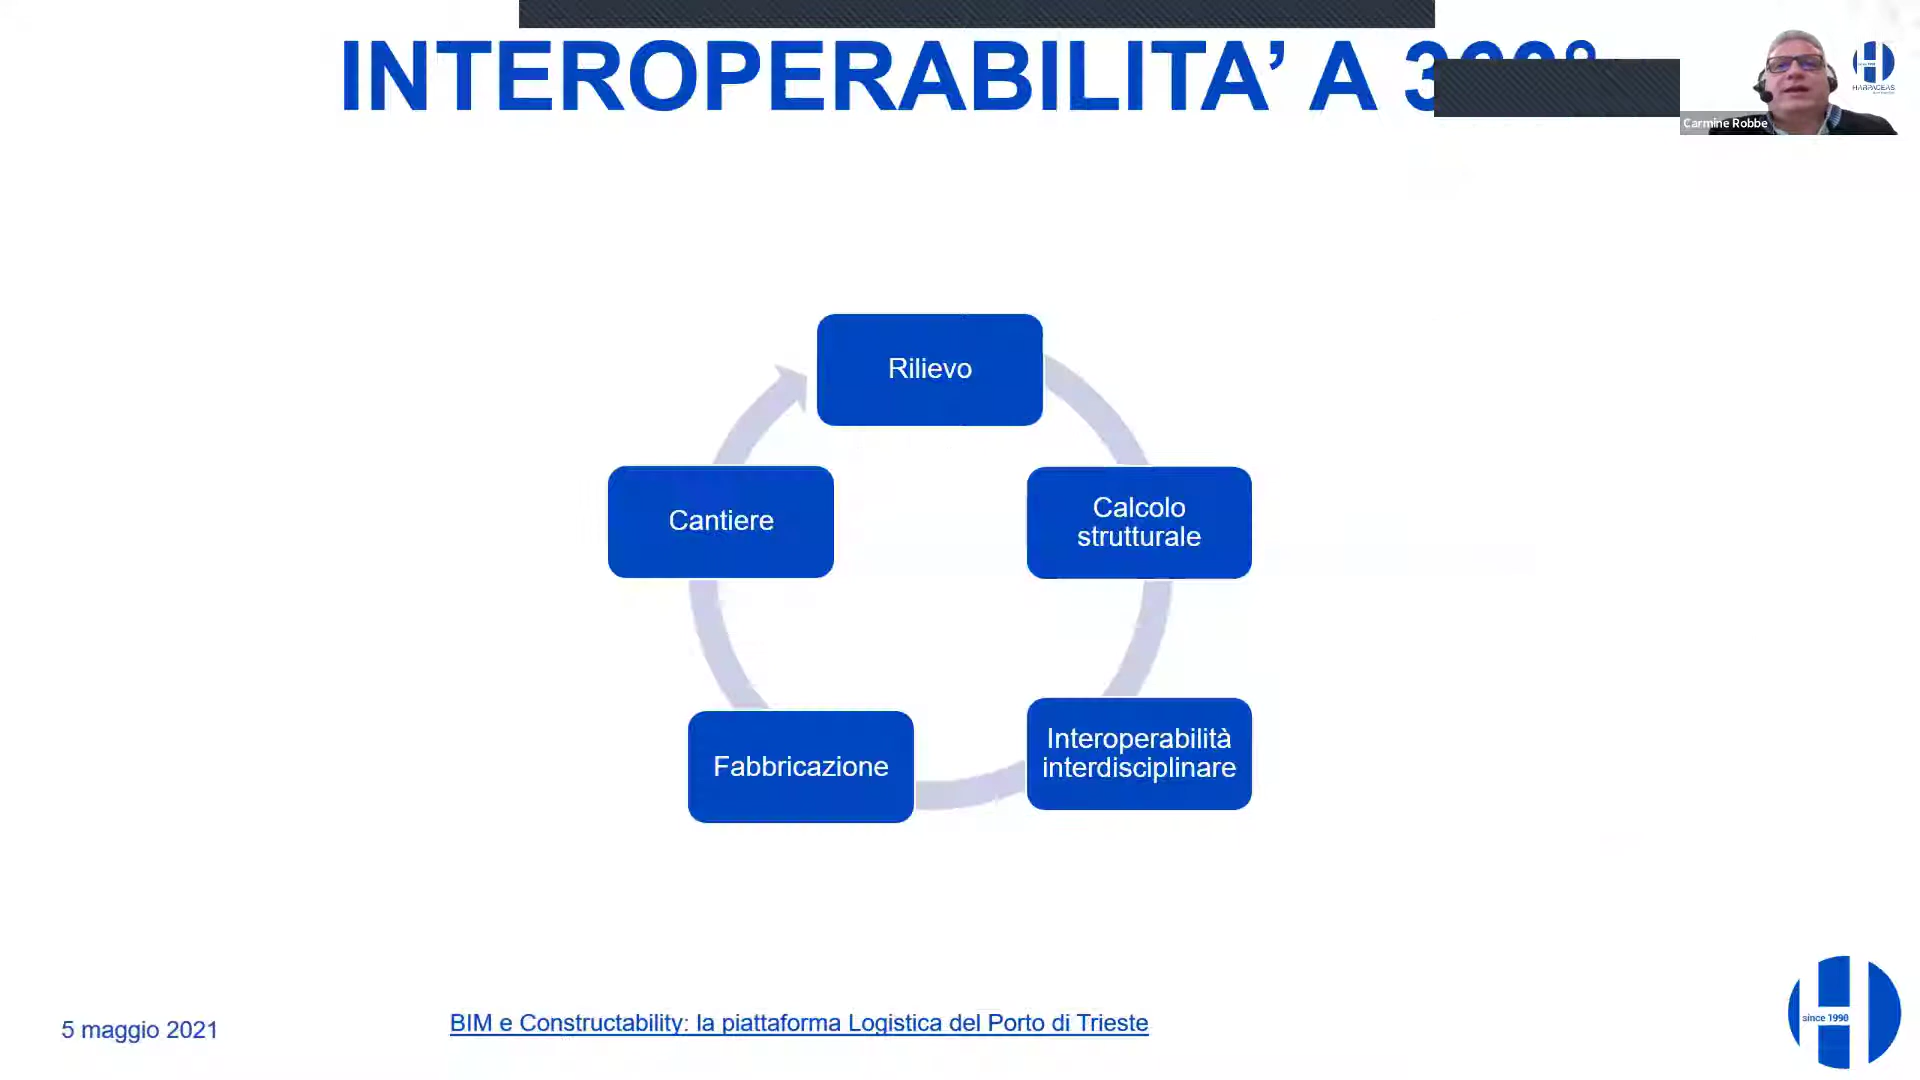 INTEROPERABILITA’ A 360°
HARPACEAS
Carmine Robbe
Rilievo
Cantiere
Calcolo
strutturale
Interoperabilità
interdisciplinare
Fabbricazione
5 maggio 2021
BIM e Constructability: la piattaforma Logistica del Porto di Trieste
since 1990